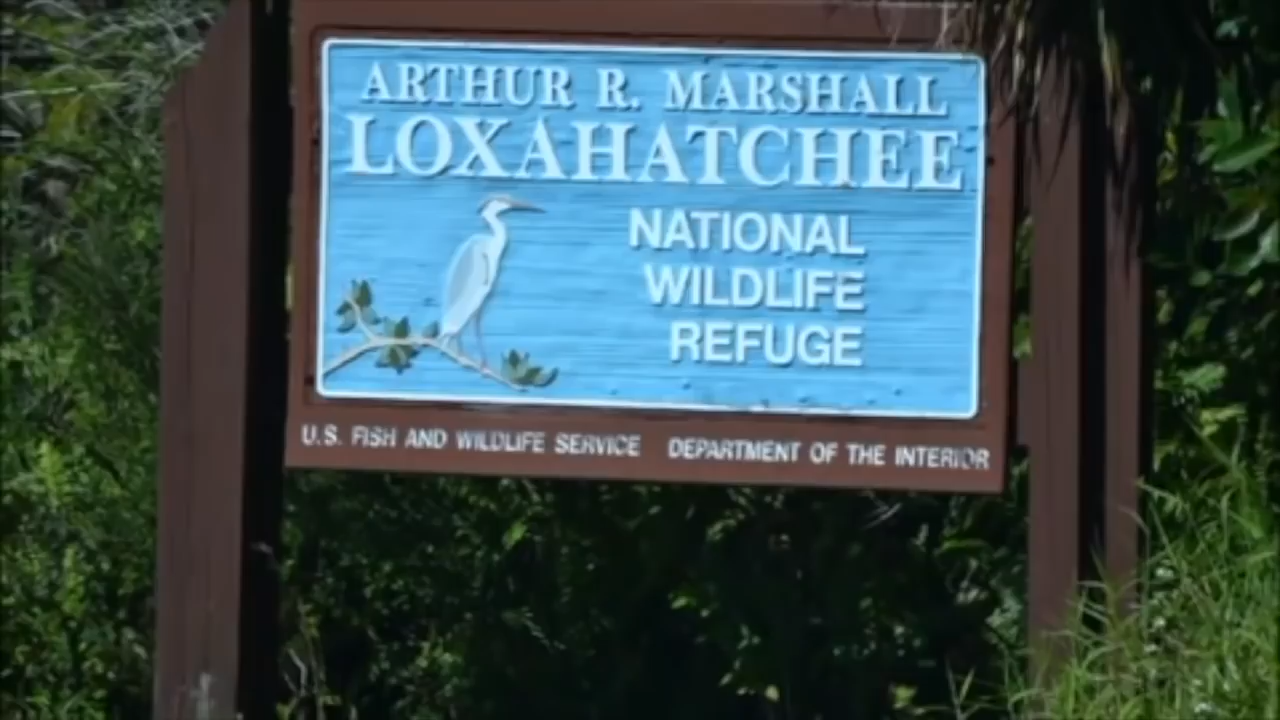 ARTHUR R. MARSHALL
LOXAHATCHEE
NATIONAL
WILDLIFE
REFUGE
U.S. FISH AND WILDLIFE SERVICE DEPARTMENT OF THE INTERIOR